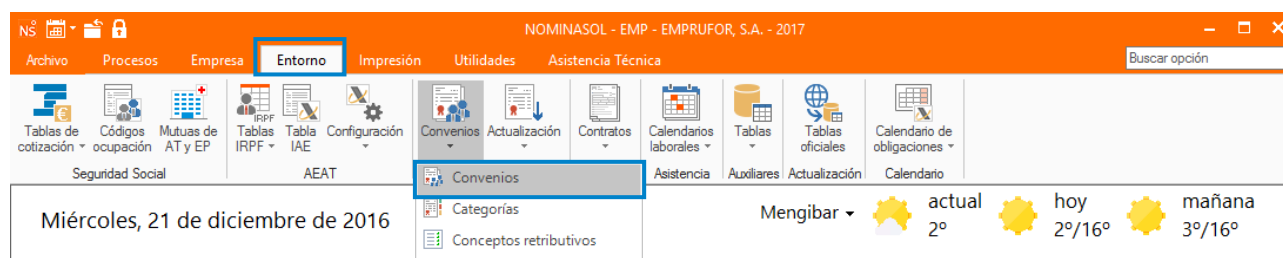 NS
NOMINASOL - EMP - EMPRUFOR, S.A. - 2017
Archivo Procesos Empresa Entorno Impresión Utilidades Asistencia Técnica Buscar opción
Tablas de cotización
Códigos ocupación
Mutuas de AT y EP
IRPF
Tablas IRPF
Tabla IAE
Configuración
Convenios
Actualización
Contratos
Calendarios laborales
Tablas
Tablas oficiales
Calendario de obligaciones
Seguridad Social AEAT Asistencia Auxiliares Actualización Calendario
Convenios
Categorías
Conceptos retributivos
Miércoles, 21 de diciembre de 2016
Mengibar
actual
2º
hoy
2º/16º
mañana
3º/16º